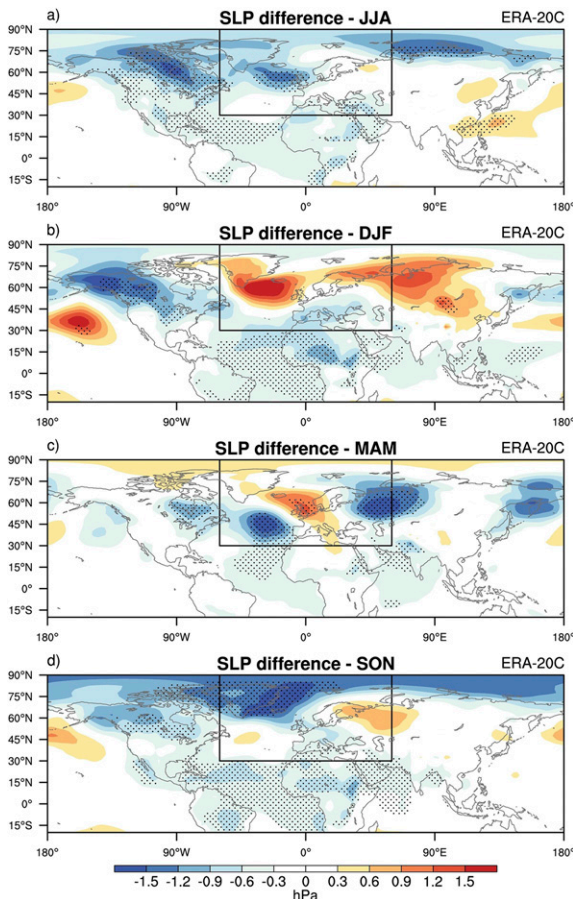 a) SLP difference - JJA ERA-20C
90°N
75°N
60°N
45°N
30°N
15°N
0°
15°S
180° 90°W 0° 90°E 180°
b) SLP difference - DJF ERA-20C
90°N
75°N
60°N
45°N
30°N
15°N
0°
15°S
180° 90°W 0° 90°E 180°
c) SLP difference - MAM ERA-20C
90°N
75°N
60°N
45°N
30°N
15°N
0°
15°S
180° 90°W 0° 90°E 180°
d) SLP difference - SON ERA-20C
90°N
75°N
60°N
45°N
30°N
15°N
0°
15°S
180° 90°W 0° 90°E 180°
-1.5 -1.2 -0.9 -0.6 -0.3 0 0.3 0.6 0.9 1.2 1.5
hPa